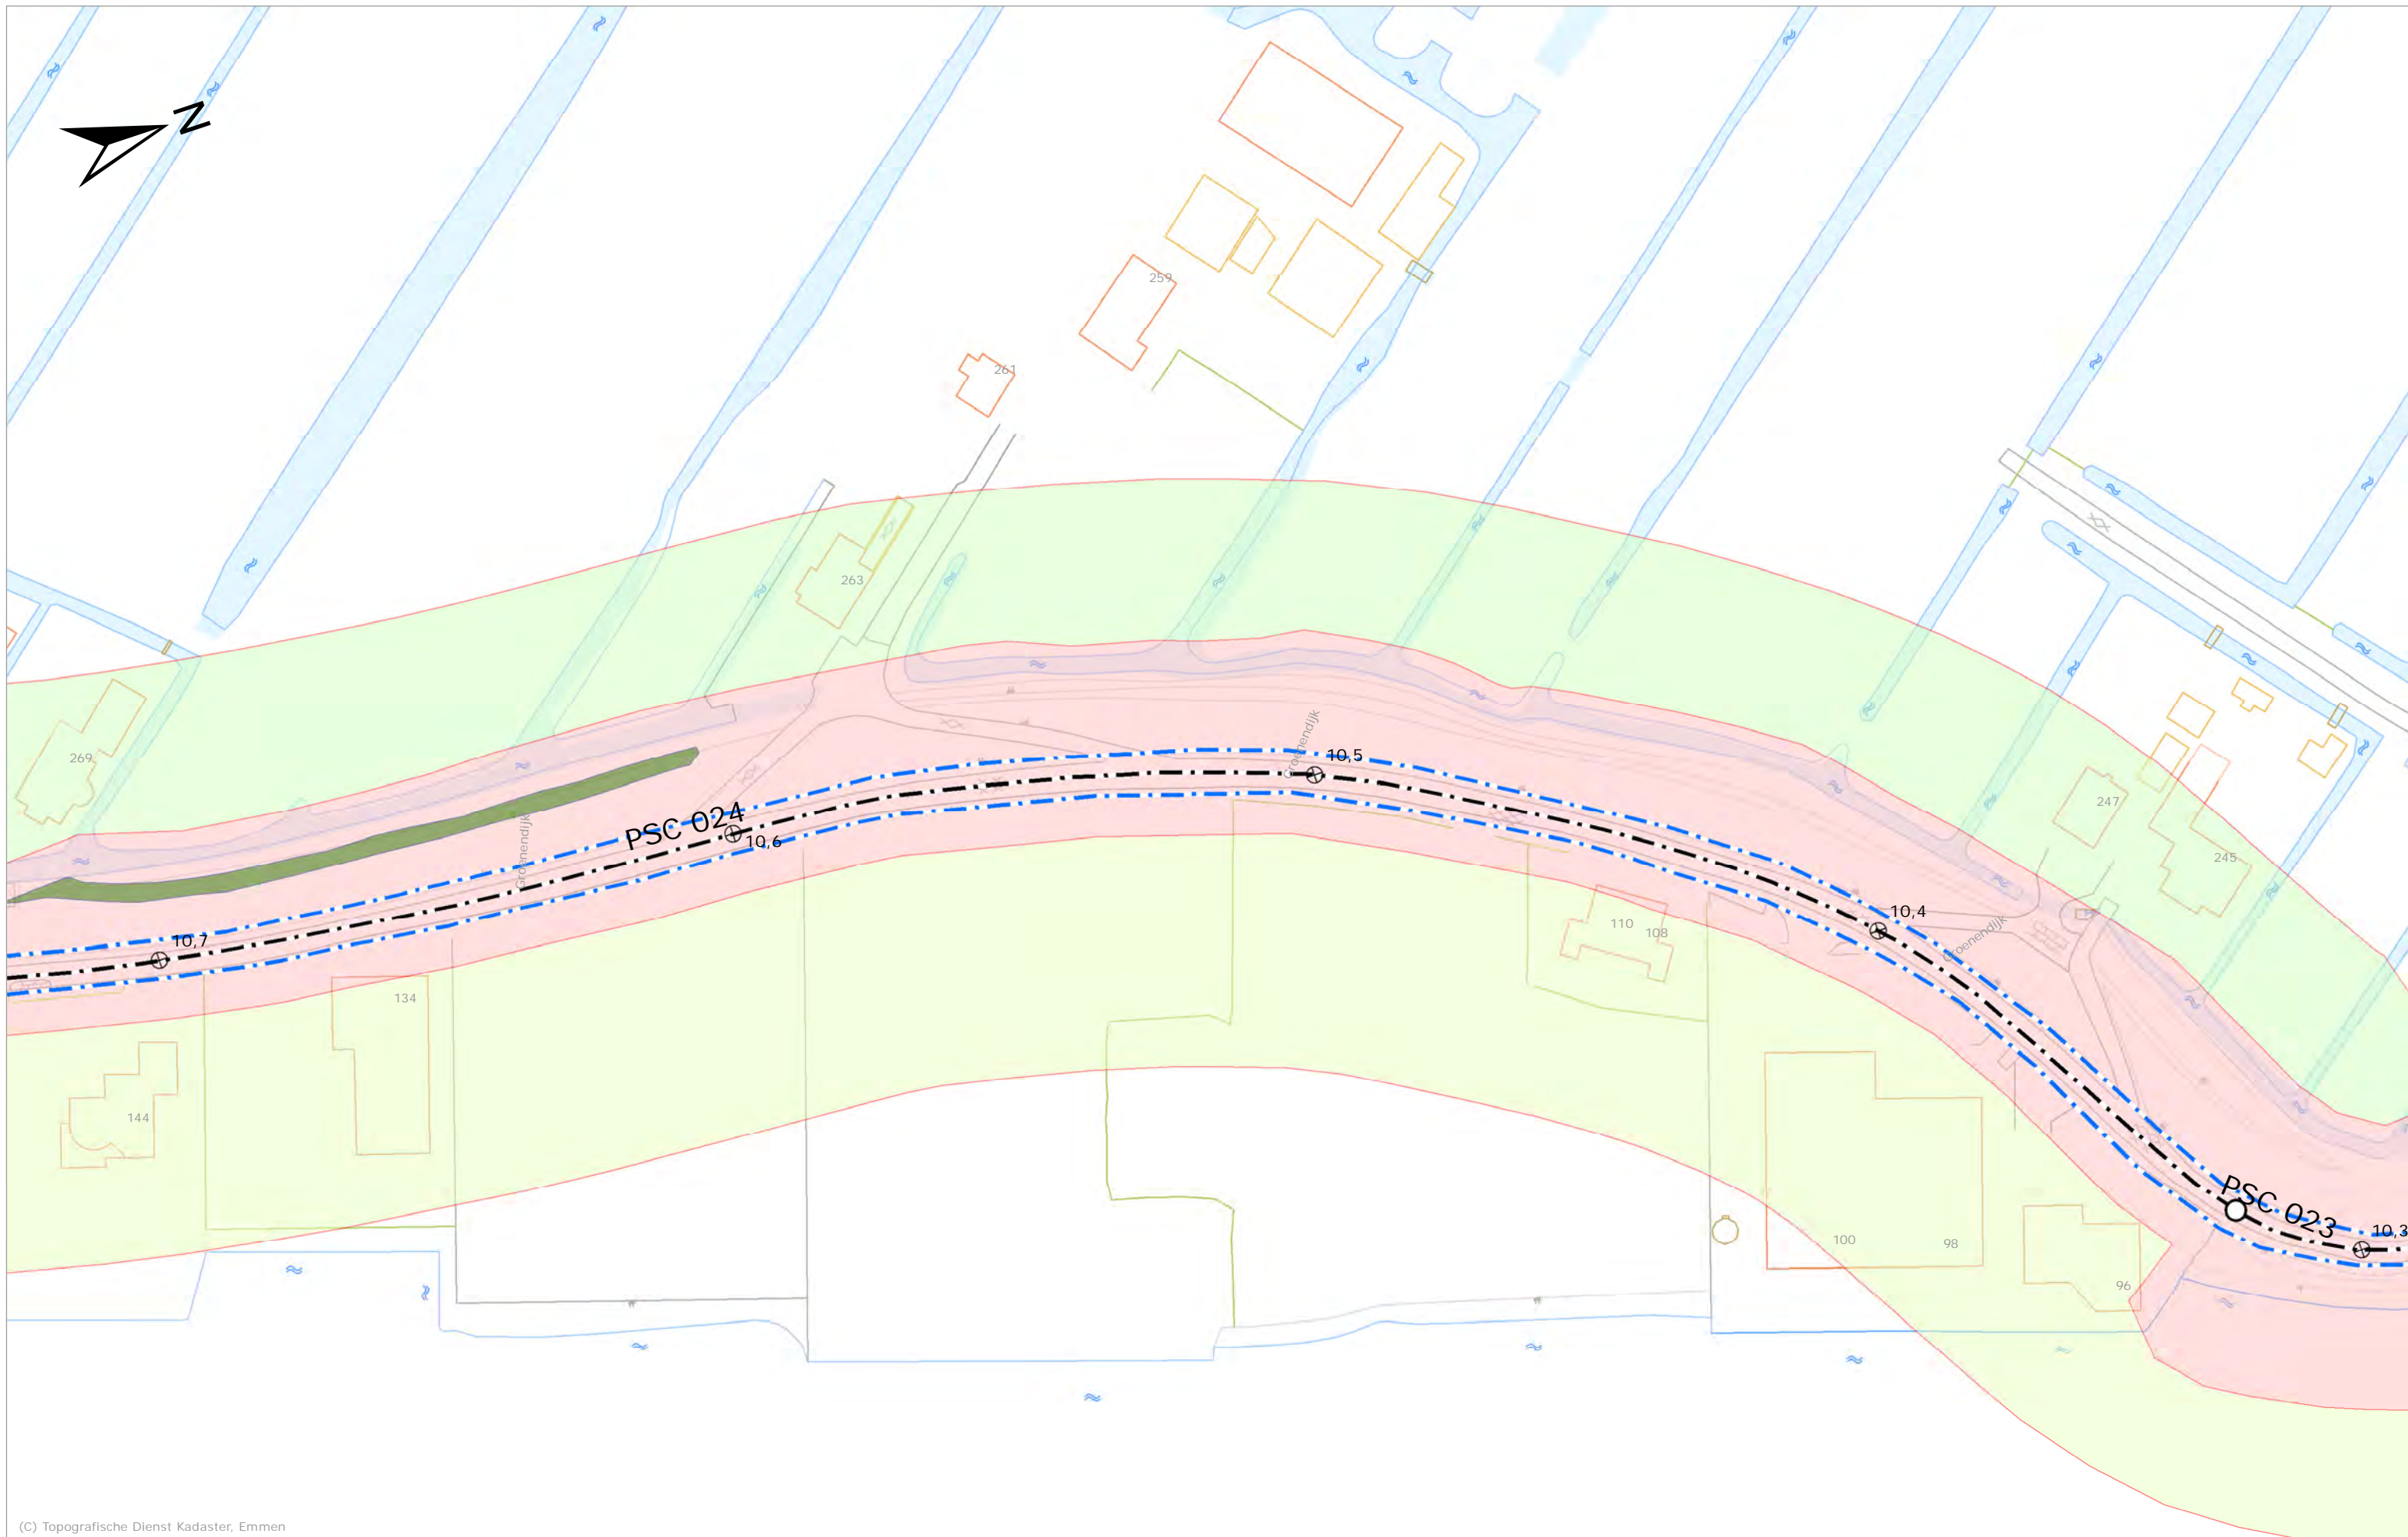 N
259
261
263
269
Groenendijk
10,5
247
245
PSC 024
10,6
Groenendijk
10,4
110
108
Groenendijk
10,7
134
144
PSC 023
10,3
100
98
96
(C) Topografische Dienst Kadaster, Emmen